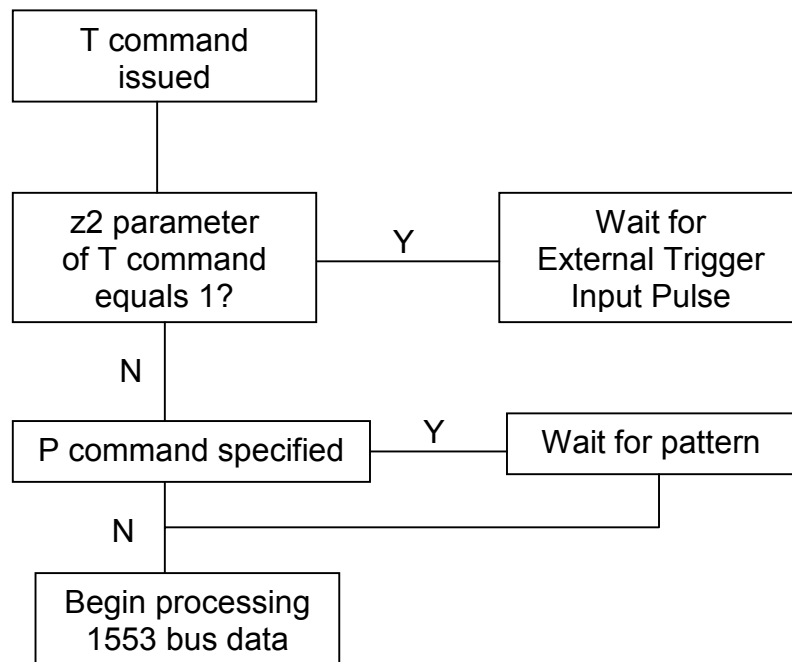 T command
issued
z2 parameter
of T command
equals 1?
Y
Wait for
External Trigger
Input Pulse
N
P command specified
Y
Wait for pattern
N
Begin processing
1553 bus data